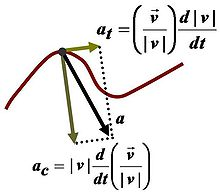 a_t = (v⃗ / |v|) d|v| / dt
a
a_c = |v| d/dt (v⃗ / |v|)